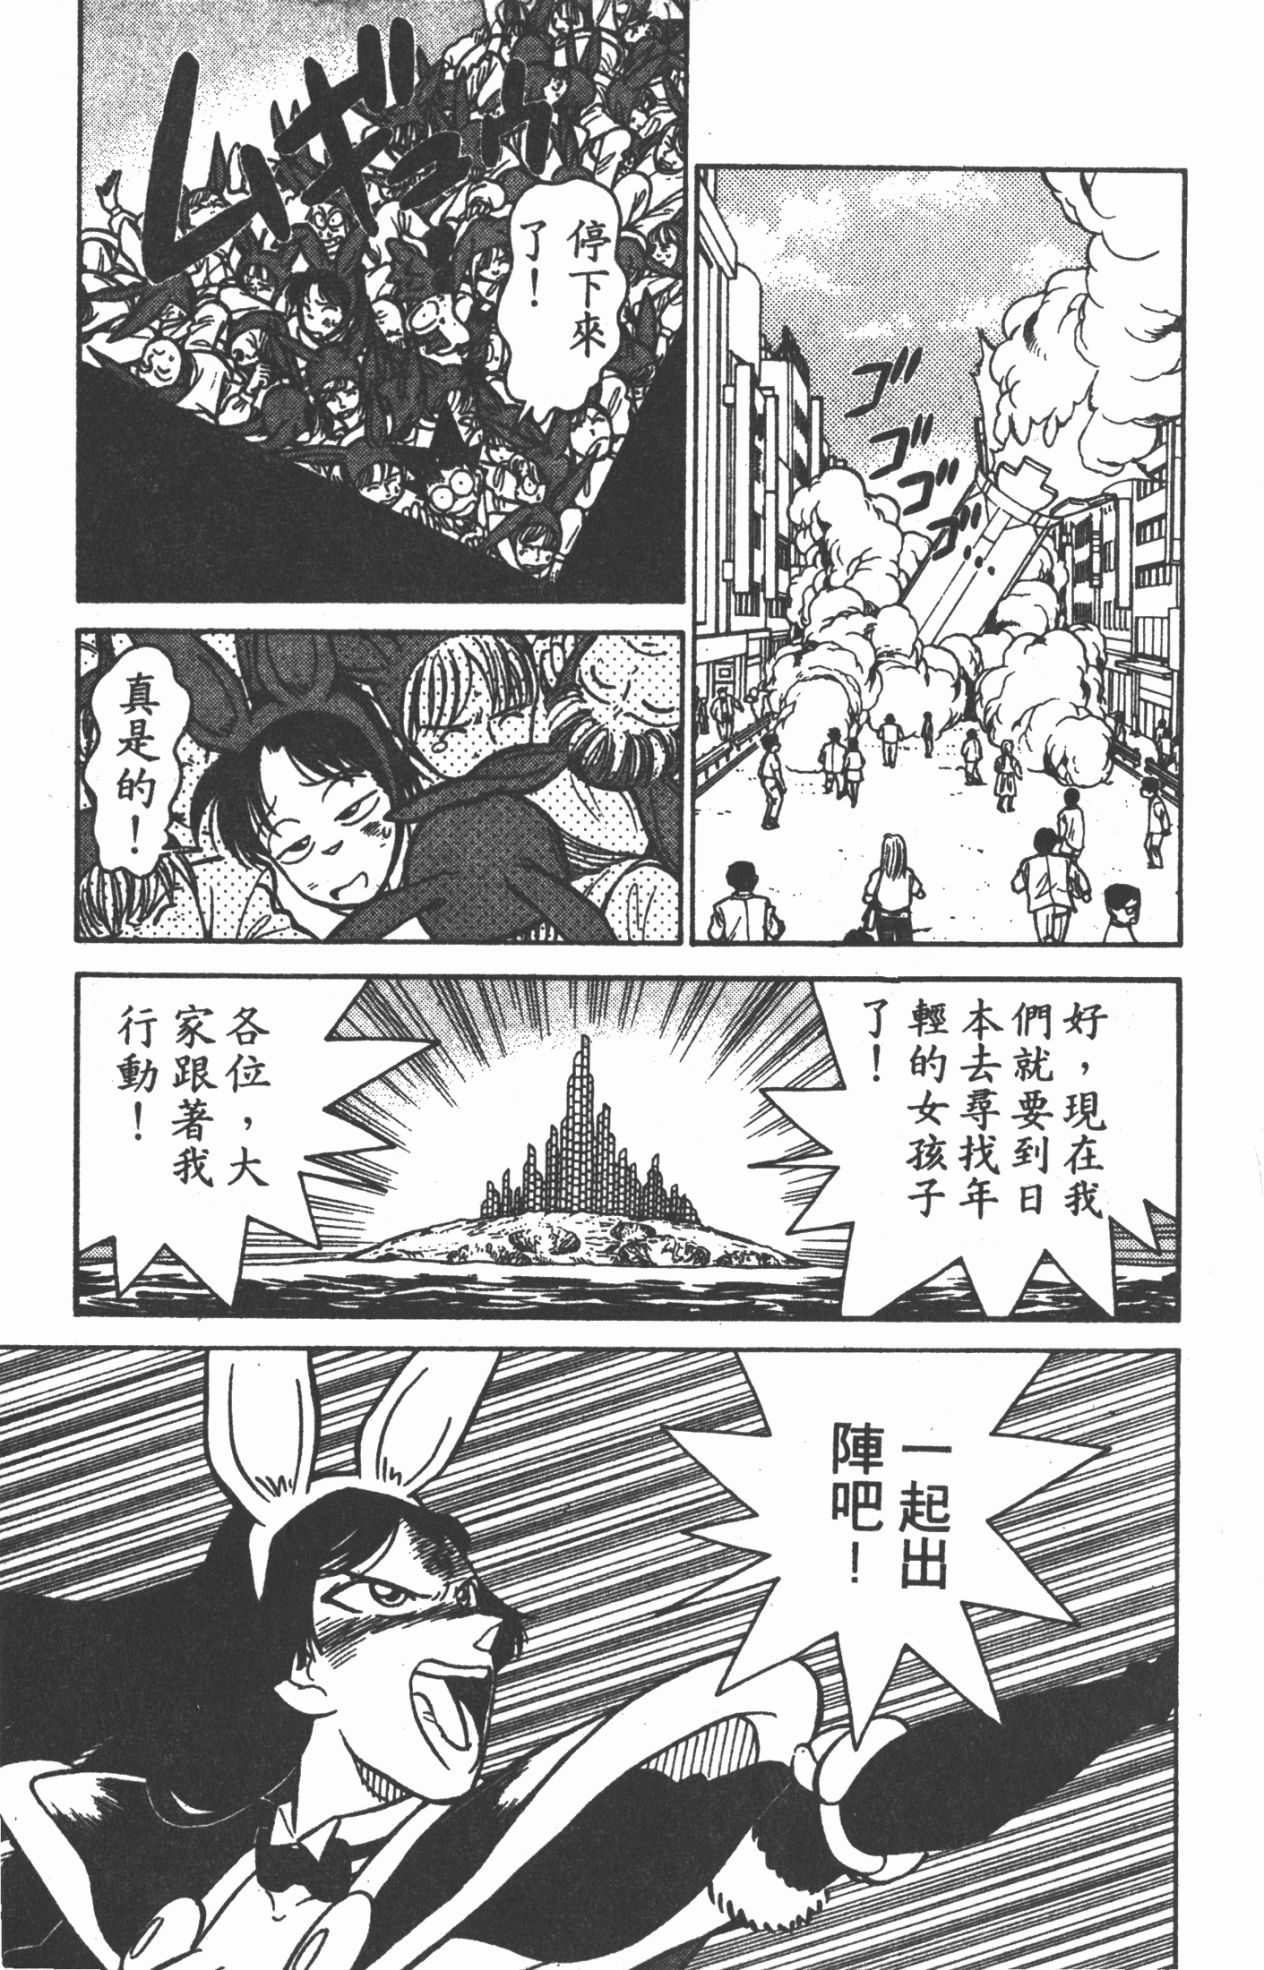 ゴゴゴゴ…
ムギュウ
停下來
了！
真是的！
好，現在我
們就要到日
本去尋找年
輕的女孩子
了！
各位，大
家跟著我
行動！
一起出
陣吧！